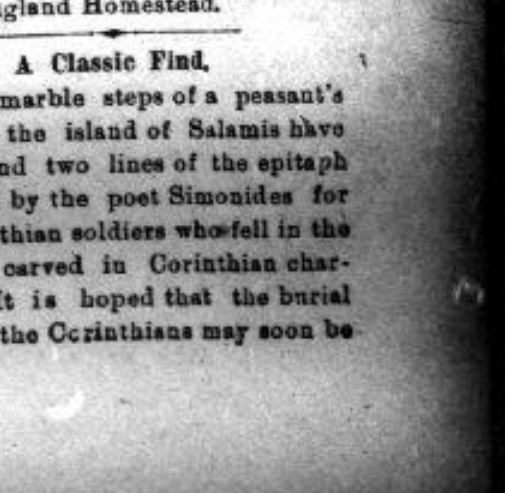 ngland Homestead.
A Classic Find.
marble steps of a peasant's
the island of Salamis have
nd two lines of the epitaph
by the poet Simonides for
thian soldiers who fell in the
carved in Corinthian char-
It is hoped that the burial
the Corinthians may soon be